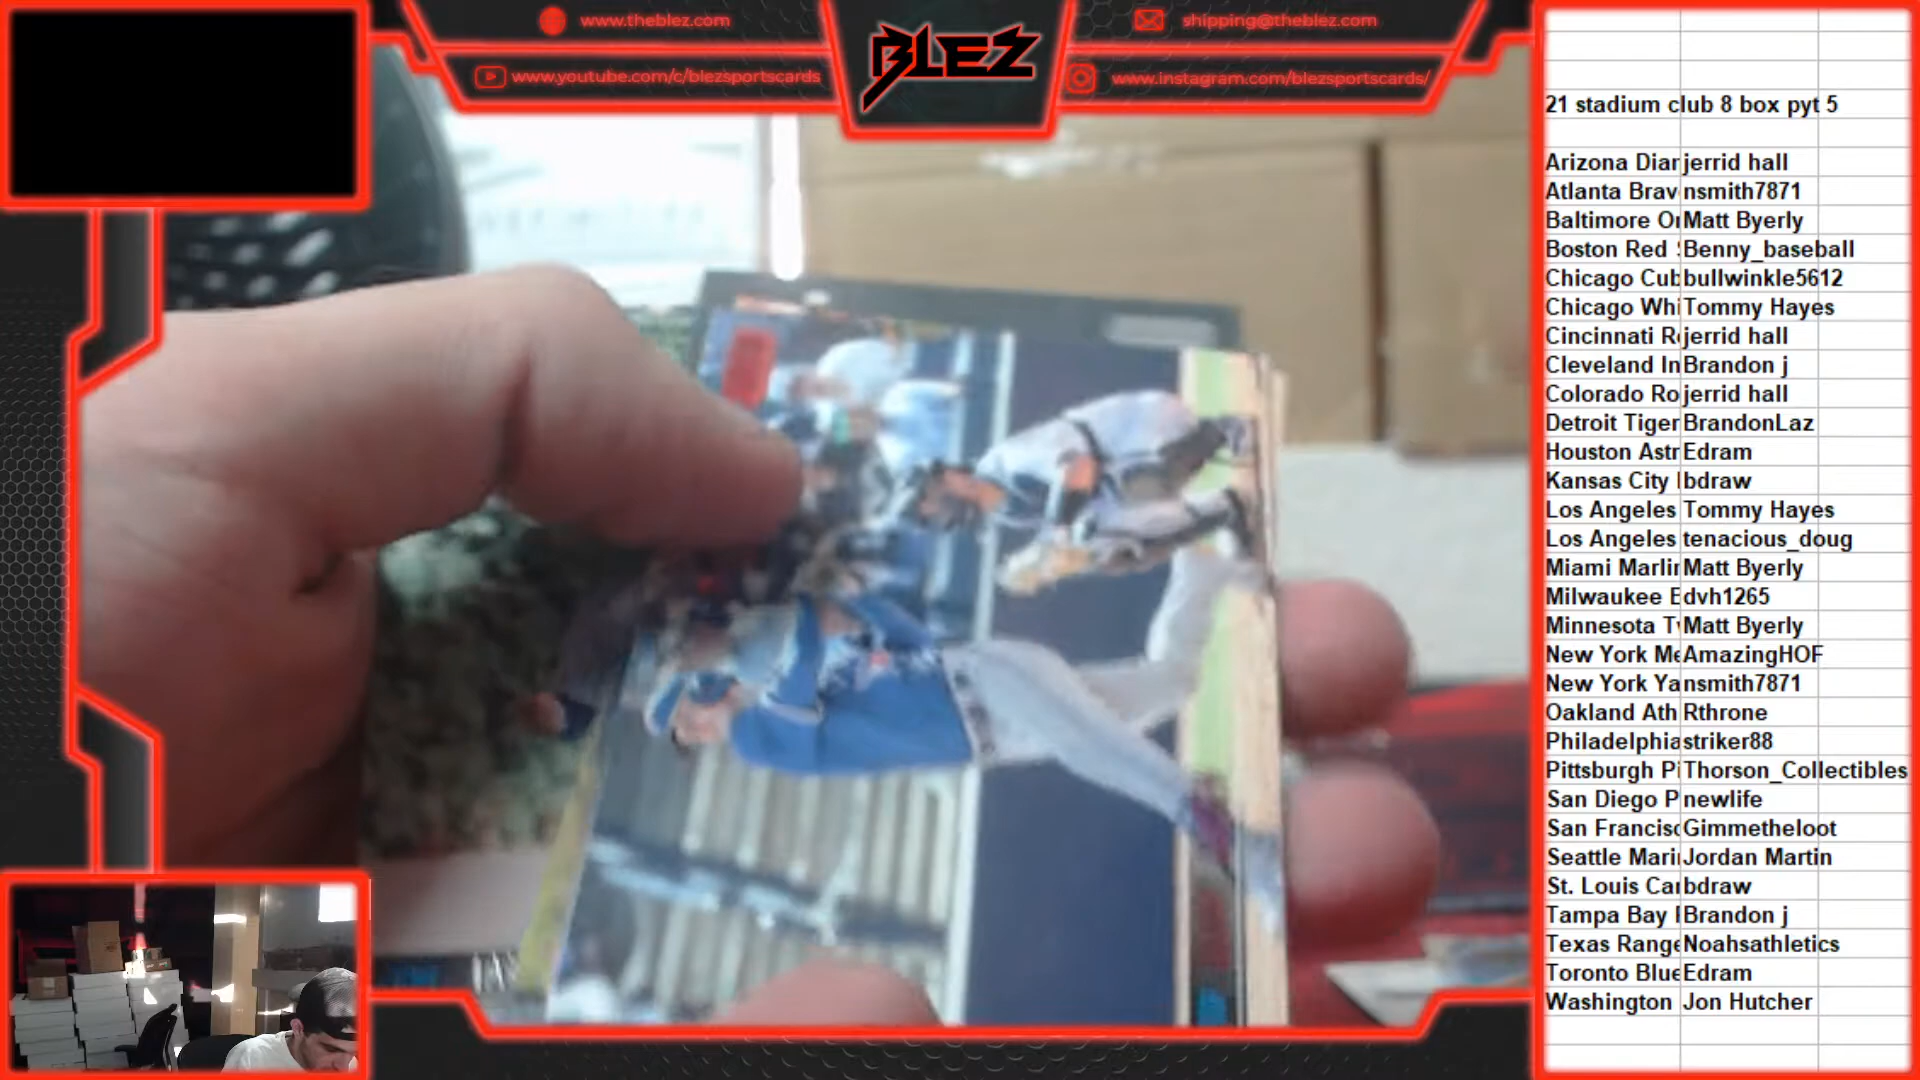 www.theblez.com
www.youtube.com/c/blezsportscards
BLEZ
shipping@theblez.com
www.instagram.com/blezsportscards/
21 stadium club 8 box pyt 5
Arizona Diar jerrid hall
Atlanta Brav nsmith7871
Baltimore O Matt Byerly
Boston Red Benny_baseball
Chicago Cub bullwinkle5612
Chicago Whi Tommy Hayes
Cincinnati R jerrid hall
Cleveland In Brandon j
Colorado Ro jerrid hall
Detroit Tiger BrandonLaz
Houston Astr Edram
Kansas City bdraw
Los Angeles Tommy Hayes
Los Angeles tenacious_doug
Miami Marlin Matt Byerly
Milwaukee B dvh1265
Minnesota Tw Matt Byerly
New York Me AmazingHOF
New York Ya nsmith7871
Oakland Ath Rthrone
Philadelphia striker88
Pittsburgh Pi Thorson_Collectibles
San Diego P newlife
San Francisc Gimmetheloot
Seattle Mari Jordan Martin
St. Louis Car bdraw
Tampa Bay Brandon j
Texas Range Noahsathletics
Toronto Blue Edram
Washington Jon Hutcher